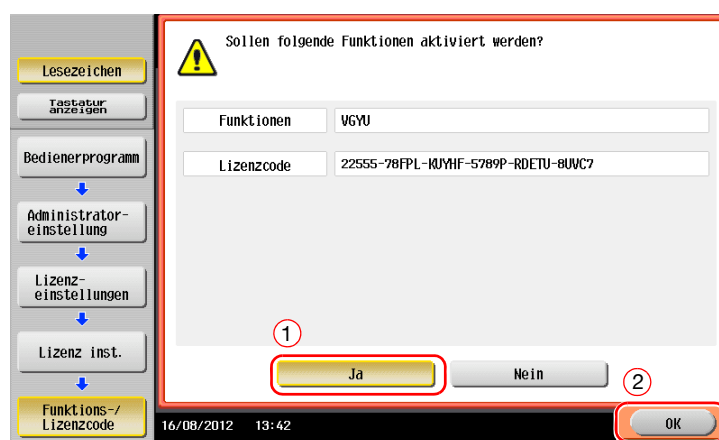 Sollen folgende Funktionen aktiviert werden?
Lesezeichen
Tastatur
anzeigen
Funktionen VGYU
Bedienerprogramm
Lizenzcode 22555-78FPL-KUYHF-5789P-RDETU-8UVC7
Administrator-
einstellung
Lizenz-
einstellungen
1
Lizenz inst.
Ja Nein
2
Funktions-/
Lizenzcode
16/08/2012 13:42 OK